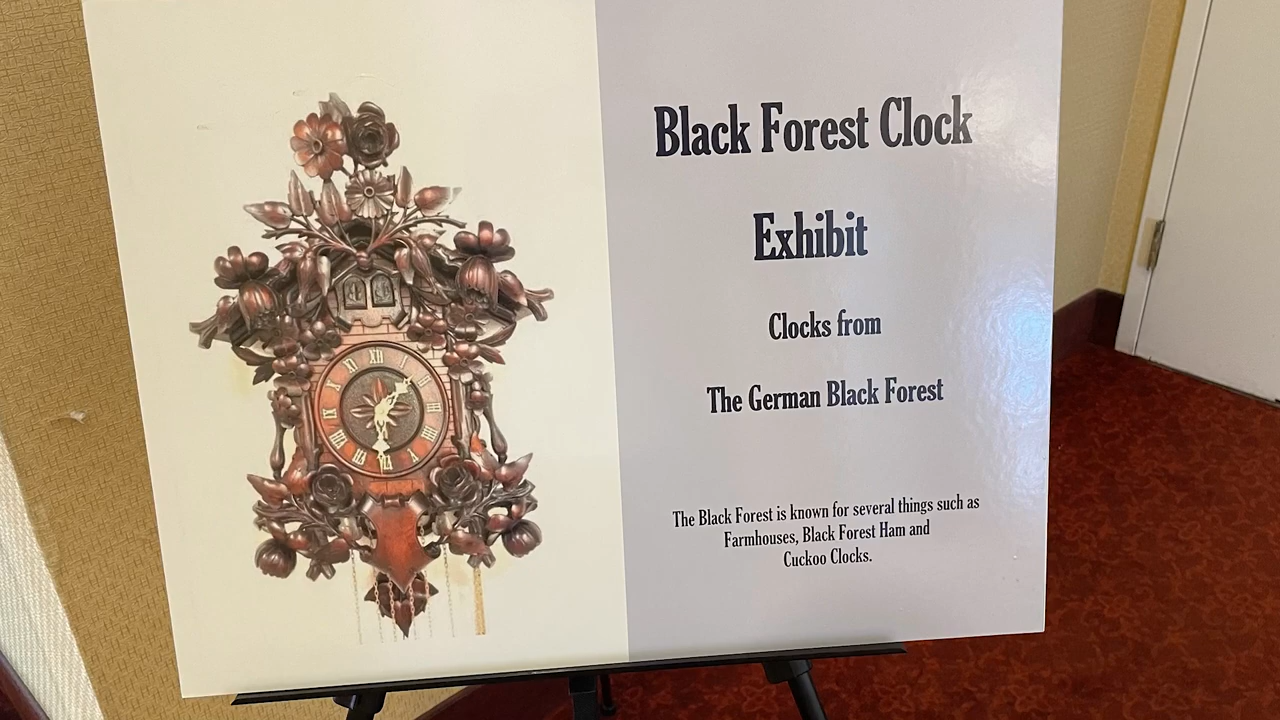 Black Forest Clock
Exhibit
Clocks from
The German Black Forest
The Black Forest is known for several things such as
Farmhouses, Black Forest Ham and
Cuckoo Clocks.